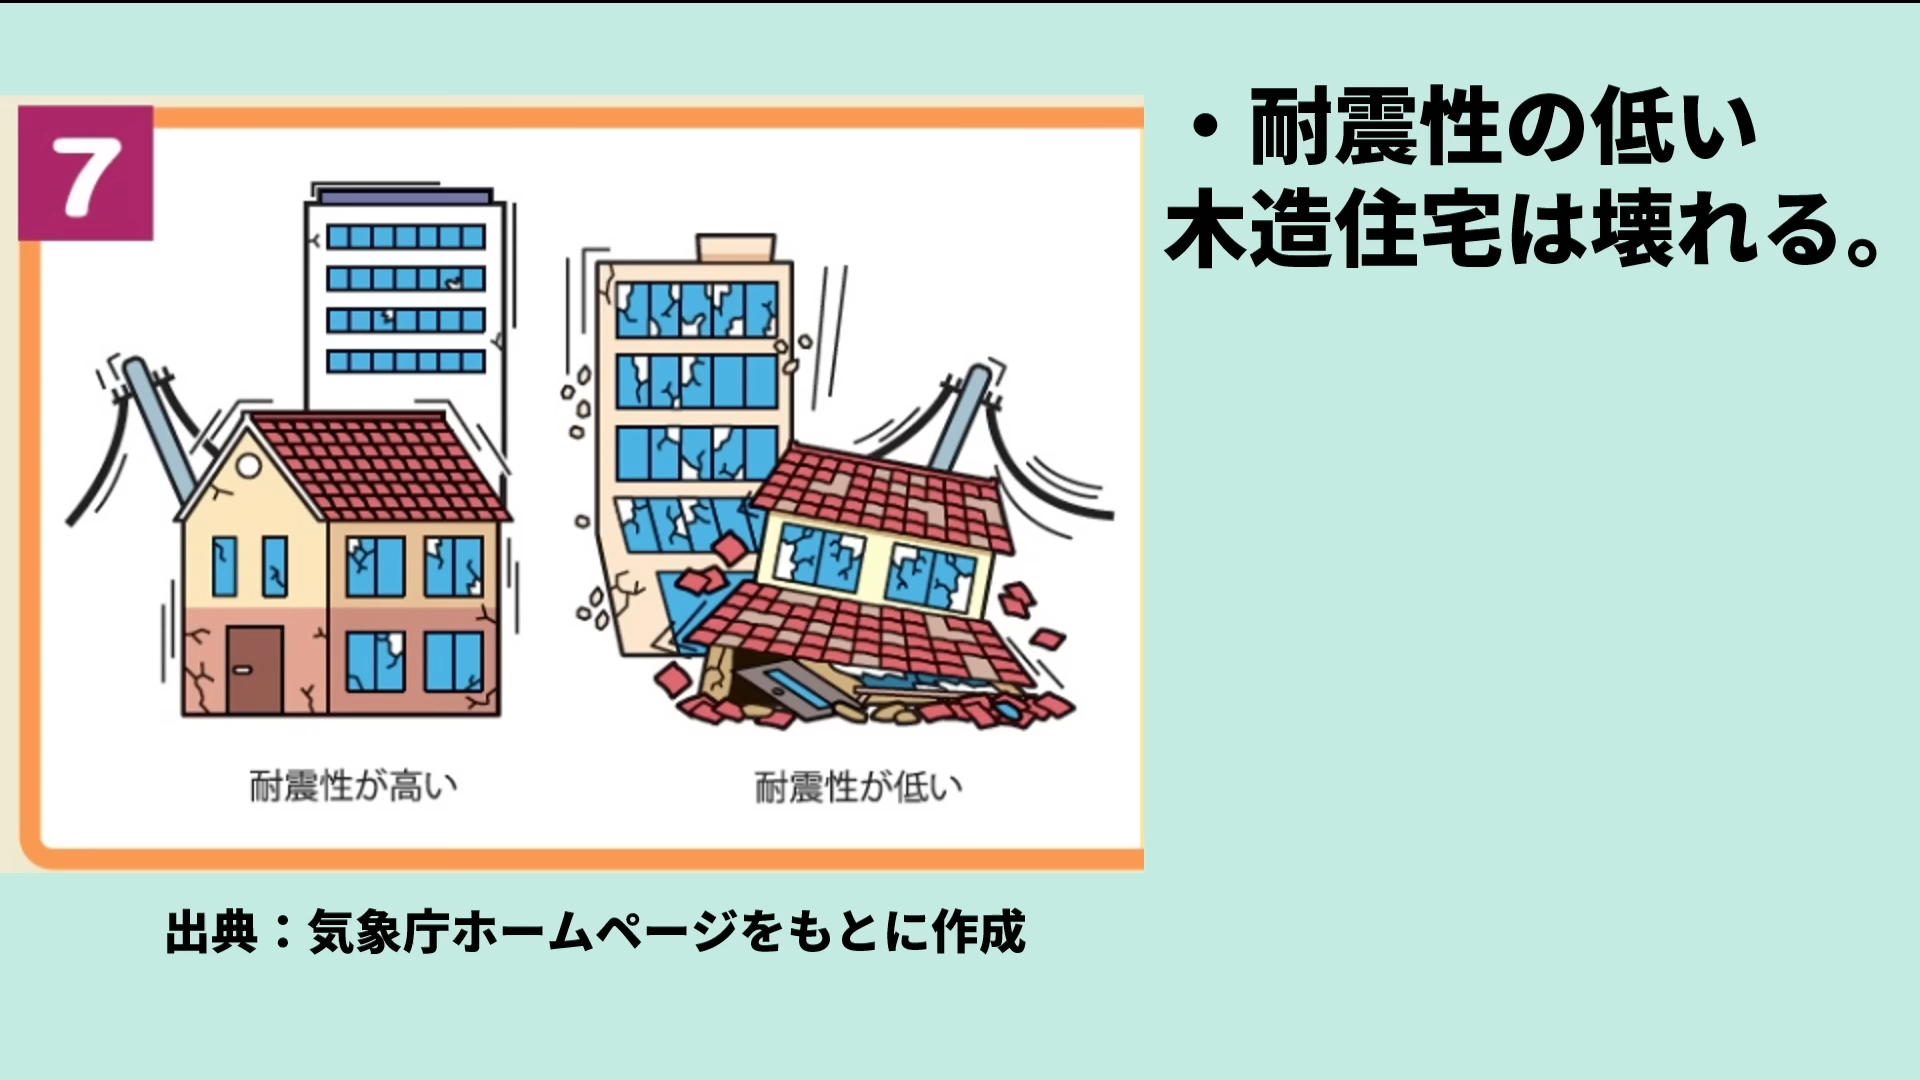 7
・耐震性の低い
木造住宅は壊れる。
耐震性が高い
耐震性が低い
出典：気象庁ホームページをもとに作成